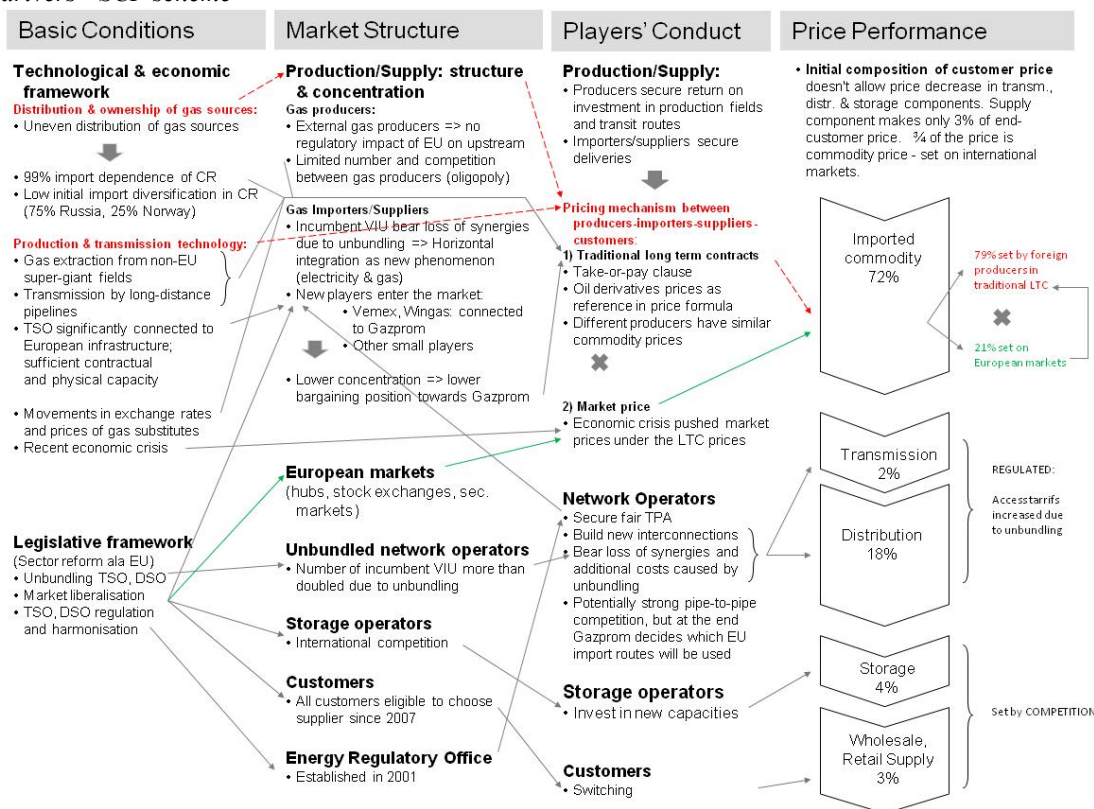 drivers - SCP scheme
Basic Conditions
Market Structure
Players' Conduct
Price Performance
Technological & economic
framework
Distribution & ownership of gas sources:
• Uneven distribution of gas sources
• 99% import dependence of CR
• Low initial import diversification in CR
(75% Russia, 25% Norway)
Production & transmission technology:
• Gas extraction from non-EU
super-giant fields
• Transmission by long-distance
pipelines
• TSO significantly connected to
European infrastructure;
sufficient contractual
and physical capacity
• Movements in exchange rates
and prices of gas substitutes
• Recent economic crisis
Legislative framework
(Sector reform ala EU)
• Unbundling TSO, DSO
• Market liberalisation
• TSO, DSO regulation
and harmonisation
Production/Supply: structure
& concentration
Gas producers:
• External gas producers => no
regulatory impact of EU on upstream
• Limited number and competition
between gas producers (oligopoly)
Gas Importers/Suppliers
• Incumbent VIU bear loss of synergies
due to unbundling => Horizontal
integration as new phenomenon
(electricity & gas)
• New players enter the market:
• Vemex, Wingas: connected
to Gazprom
• Other small players
• Lower concentration => lower
bargaining position towards Gazprom
European markets
(hubs, stock exchanges, sec.
markets)
Unbundled network operators
• Number of incumbent VIU more than
doubled due to unbundling
Storage operators
• International competition
Customers
• All customers eligible to choose
supplier since 2007
Energy Regulatory Office
• Established in 2001
Production/Supply:
• Producers secure return on
investment in production fields
and transit routes
• Importers/suppliers secure
deliveries
Pricing mechanism between
producers-importers-suppliers-
customers:
1) Traditional long term contracts
• Take-or-pay clause
• Oil derivatives prices as
reference in price formula
• Different producers have similar
commodity prices
2) Market price
• Economic crisis pushed market
prices under the LTC prices
Network Operators
• Secure fair TPA
• Build new interconnections
• Bear loss of synergies and
additional costs caused by
unbundling
• Potentially strong pipe-to-pipe
competition, but at the end
Gazprom decides which EU
import routes will be used
Storage operators
• Invest in new capacities
Customers
• Switching
• Initial composition of customer price
doesn't allow price decrease in transm.,
distr. & storage components. Supply
component makes only 3% of end-
customer price. ¾ of the price is
commodity price - set on international
markets.
Imported
commodity
72%
79% set by foreign
producers in
traditional LTC
21% set on
European markets
Transmission
2%
Distribution
18%
REGULATED:
Access tarrifs
increased due
to unbundling
Storage
4%
Wholesale,
Retail Supply
3%
Set by COMPETITION